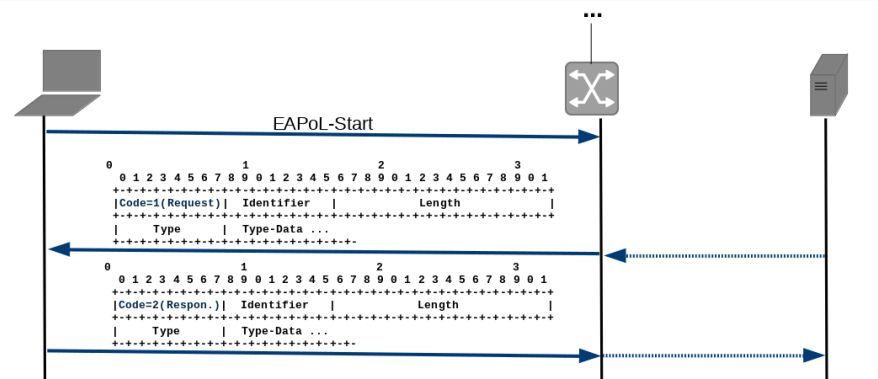 ...
EAPoL-Start
0                   1                   2                   3
 0 1 2 3 4 5 6 7 8 9 0 1 2 3 4 5 6 7 8 9 0 1 2 3 4 5 6 7 8 9 0 1
+-+-+-+-+-+-+-+-+-+-+-+-+-+-+-+-+-+-+-+-+-+-+-+-+-+-+-+-+-+-+-+-+
|Code=1(Request)|  Identifier   |            Length             |
+-+-+-+-+-+-+-+-+-+-+-+-+-+-+-+-+-+-+-+-+-+-+-+-+-+-+-+-+-+-+-+-+
|     Type      |  Type-Data ...
+-+-+-+-+-+-+-+-+-+-+-+-+-+-+-+-+-+-
0                   1                   2                   3
 0 1 2 3 4 5 6 7 8 9 0 1 2 3 4 5 6 7 8 9 0 1 2 3 4 5 6 7 8 9 0 1
+-+-+-+-+-+-+-+-+-+-+-+-+-+-+-+-+-+-+-+-+-+-+-+-+-+-+-+-+-+-+-+-+
|Code=2(Respon.)|  Identifier   |            Length             |
+-+-+-+-+-+-+-+-+-+-+-+-+-+-+-+-+-+-+-+-+-+-+-+-+-+-+-+-+-+-+-+-+
|     Type      |  Type-Data ...
+-+-+-+-+-+-+-+-+-+-+-+-+-+-+-+-+-+-